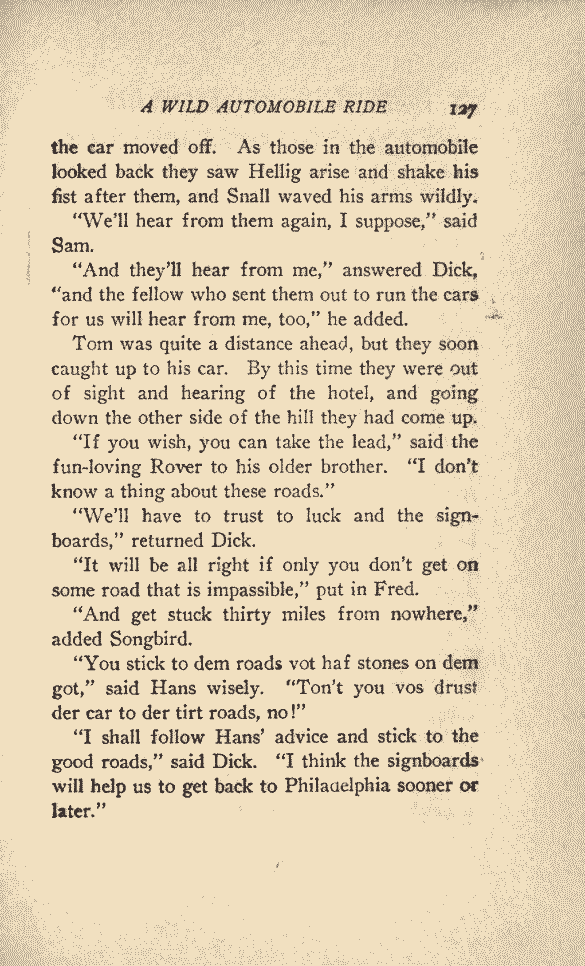 A WILD AUTOMOBILE RIDE 127
the car moved off. As those in the automobile
looked back they saw Hellig arise and shake his
fist after them, and Snall waved his arms wildly.
"We'll hear from them again, I suppose," said
Sam.
"And they'll hear from me," answered Dick,
"and the fellow who sent them out to run the cars
for us will hear from me, too," he added.
Tom was quite a distance ahead, but they soon
caught up to his car. By this time they were out
of sight and hearing of the hotel, and going
down the other side of the hill they had come up.
"If you wish, you can take the lead," said the
fun-loving Rover to his older brother. "I don't
know a thing about these roads."
"We'll have to trust to luck and the sign-
boards," returned Dick.
"It will be all right if only you don't get on
some road that is impassible," put in Fred.
"And get stuck thirty miles from nowhere,"
added Songbird.
"You stick to dem roads vot haf stones on dem
got," said Hans wisely. "Ton't you vos drust
der car to der tirt roads, no!"
"I shall follow Hans' advice and stick to the
good roads," said Dick. "I think the signboards
will help us to get back to Philadelphia sooner or
later."